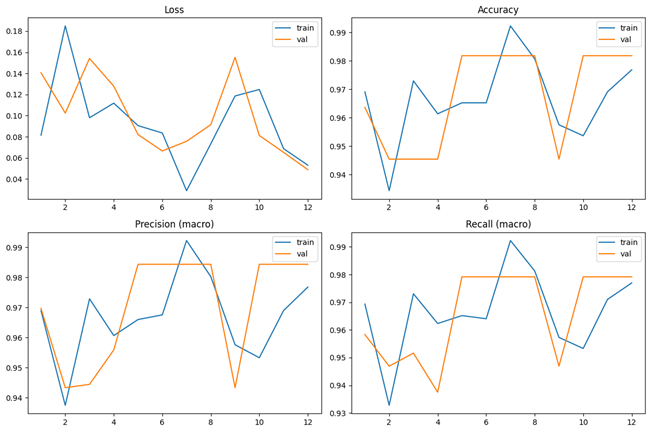 Loss
train
val
0.18
0.16
0.14
0.12
0.10
0.08
0.06
0.04
2 4 6 8 10 12
Accuracy
train
val
0.99
0.98
0.97
0.96
0.95
0.94
2 4 6 8 10 12
Precision (macro)
train
val
0.99
0.98
0.97
0.96
0.95
0.94
2 4 6 8 10 12
Recall (macro)
train
val
0.99
0.98
0.97
0.96
0.95
0.94
0.93
2 4 6 8 10 12